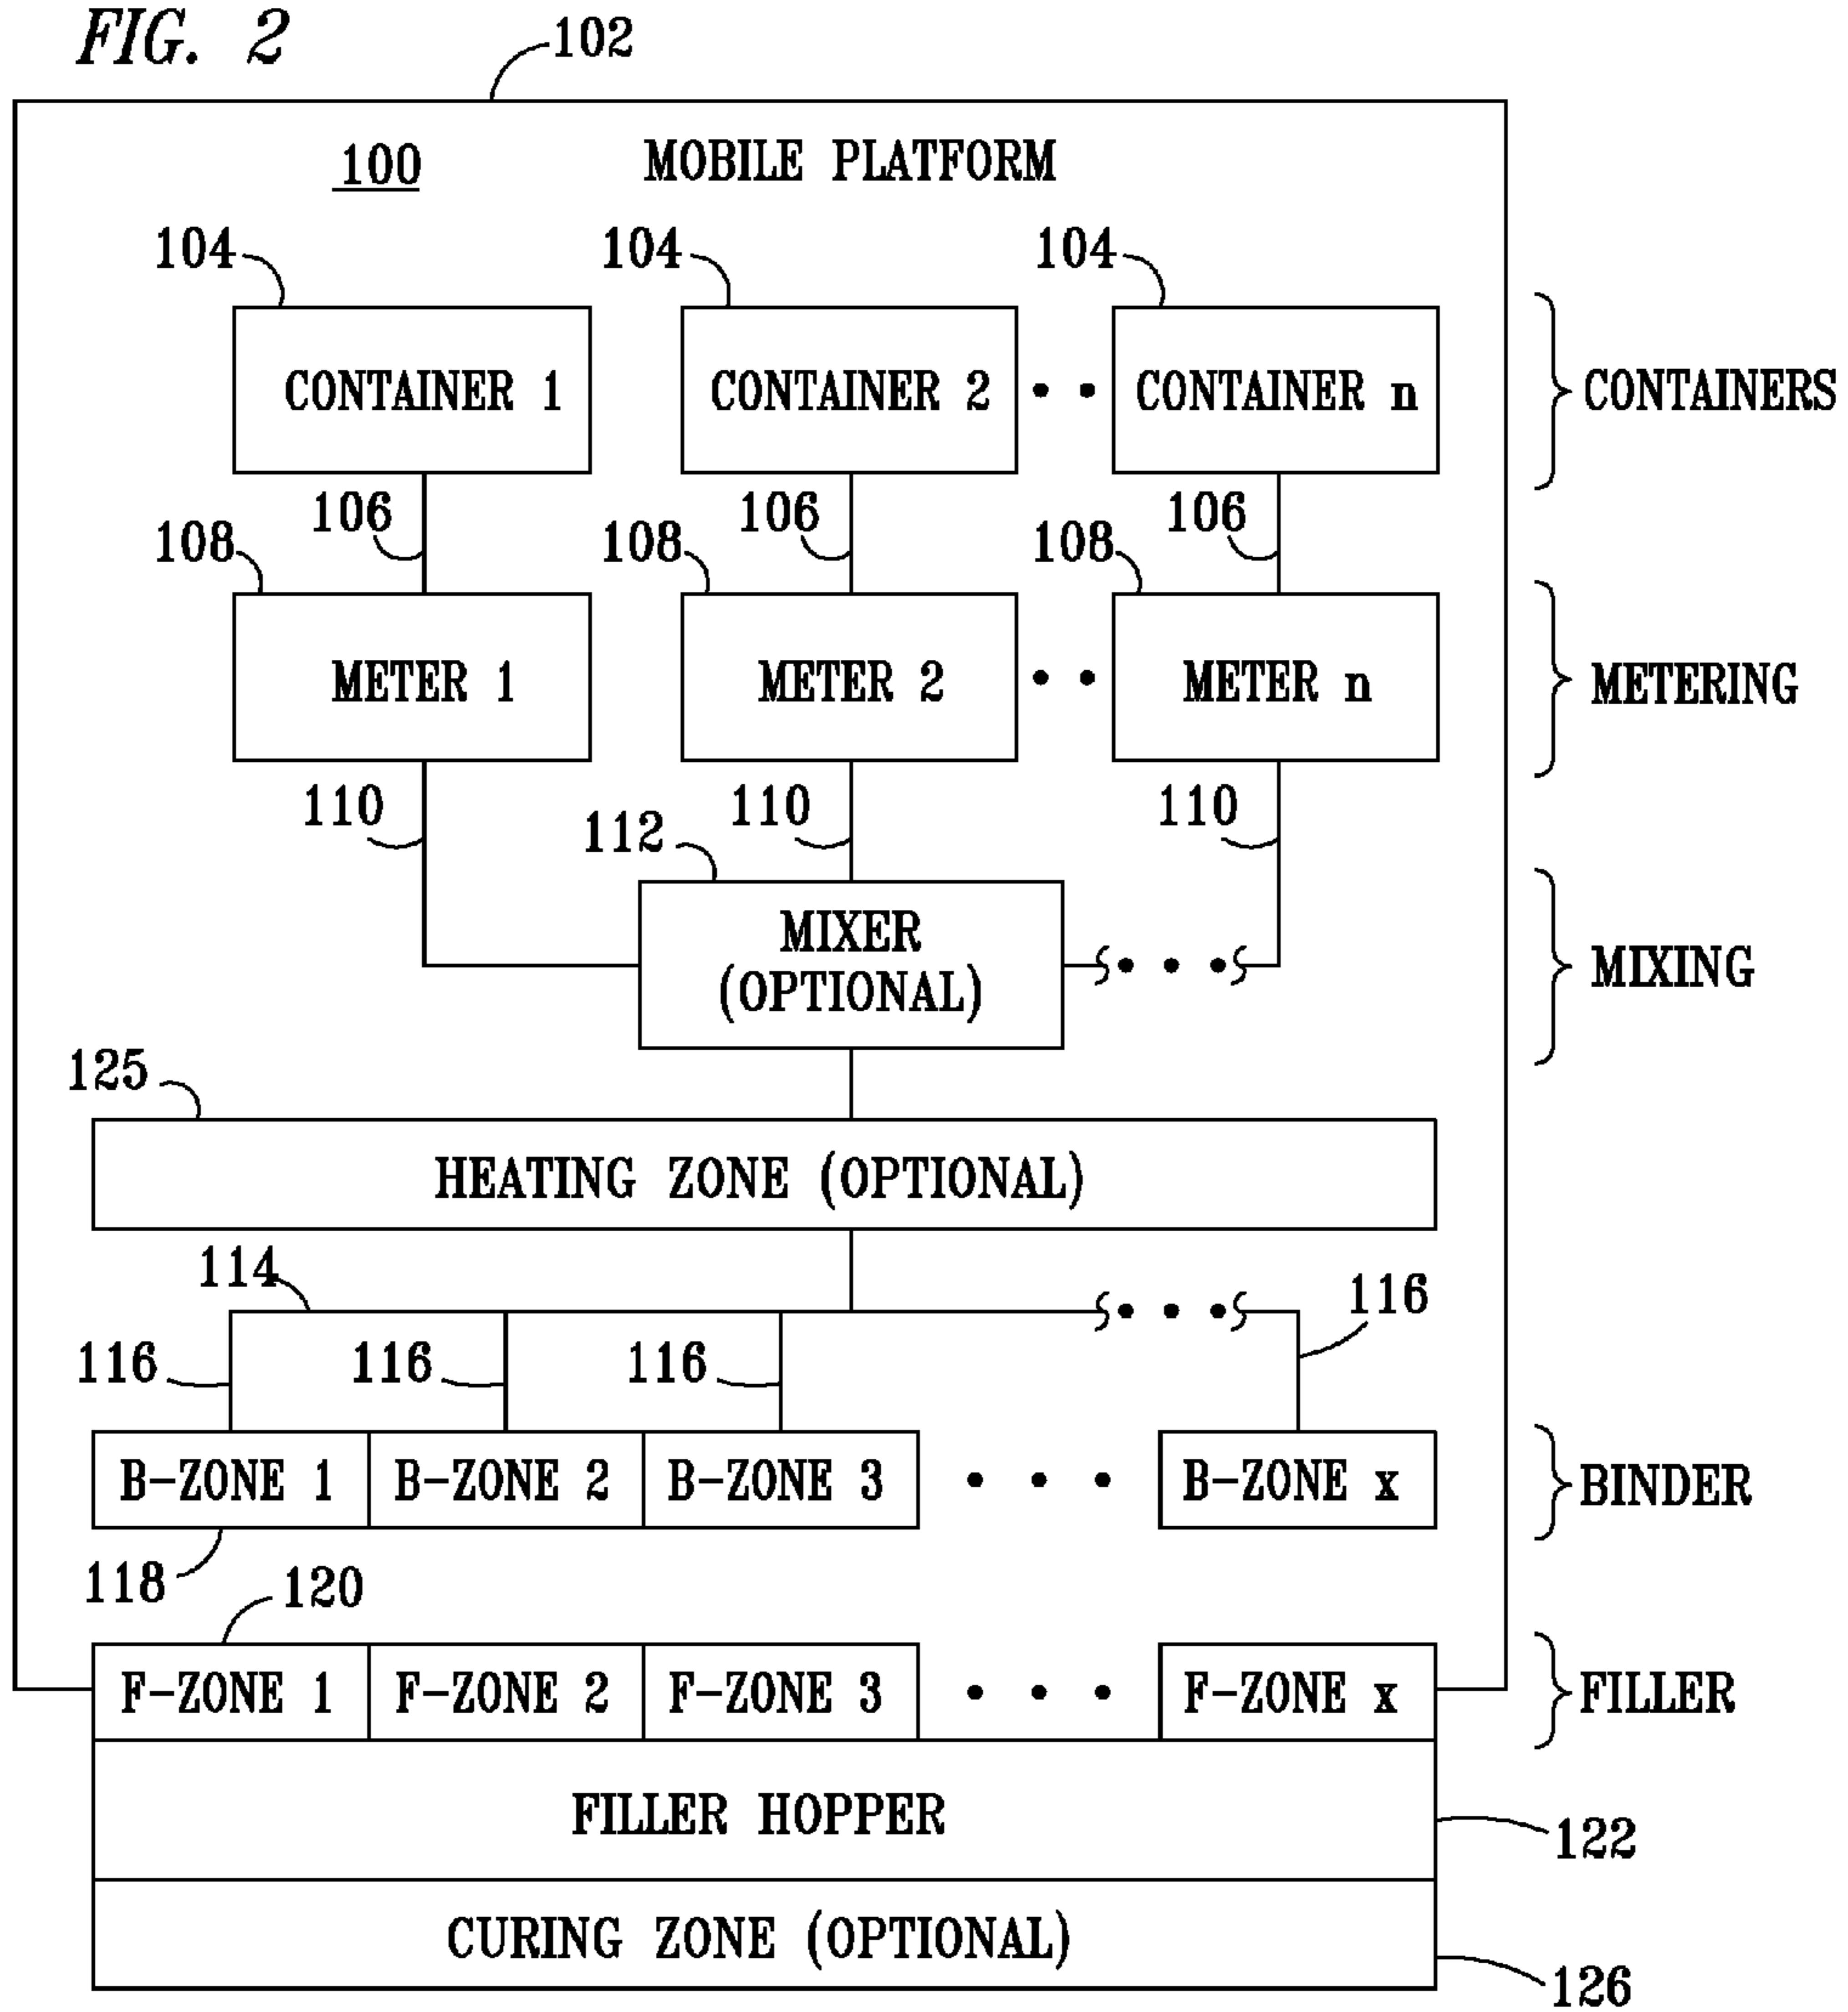 FIG. 2
102
100
MOBILE PLATFORM
104
104
104
CONTAINER 1
CONTAINER 2
CONTAINER n
CONTAINERS
106
106
106
108
108
108
METER 1
METER 2
METER n
METERING
110
110
110
112
MIXER
(OPTIONAL)
MIXING
125
HEATING ZONE (OPTIONAL)
114
116
116
116
116
B-ZONE 1
B-ZONE 2
B-ZONE 3
B-ZONE x
BINDER
118
120
F-ZONE 1
F-ZONE 2
F-ZONE 3
F-ZONE x
FILLER
FILLER HOPPER
122
CURING ZONE (OPTIONAL)
126